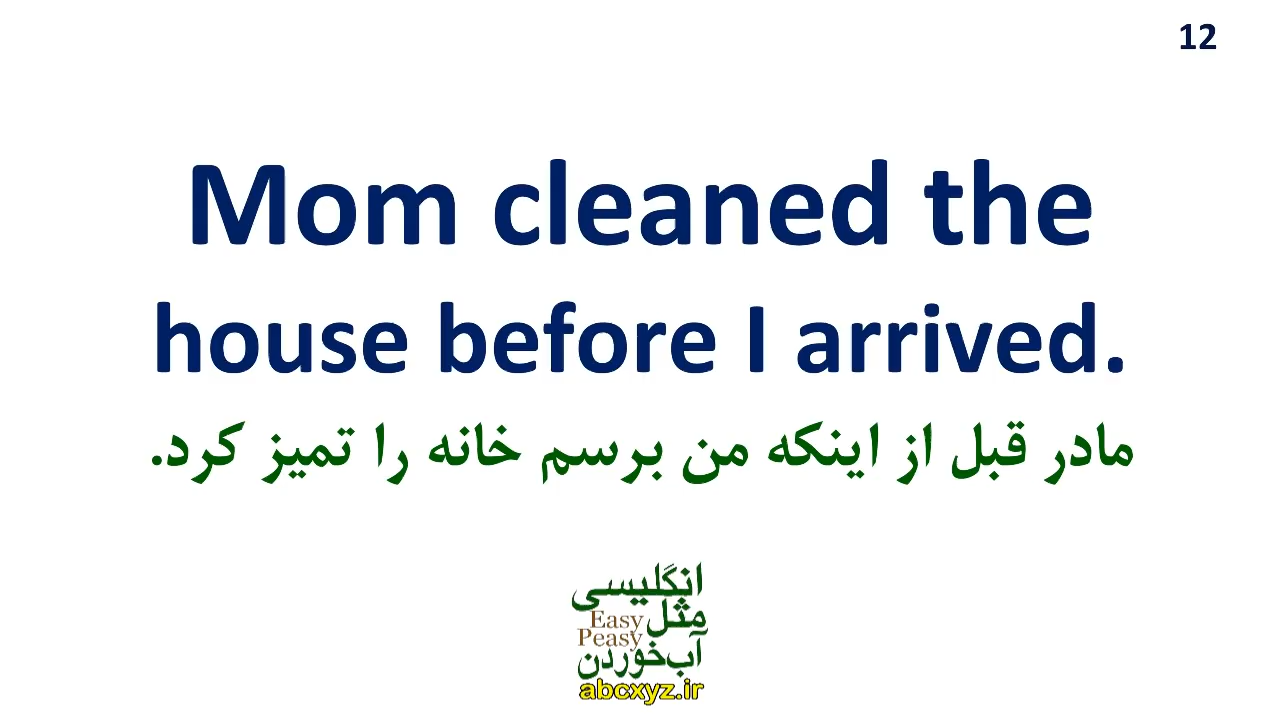 12
Mom cleaned the
house before I arrived.
مادر قبل از اینکه من برسم خانه را تمیز کرد.
انگلیسی
مثل
Easy
Peasy
آب‌خوردن
abcxyz.ir